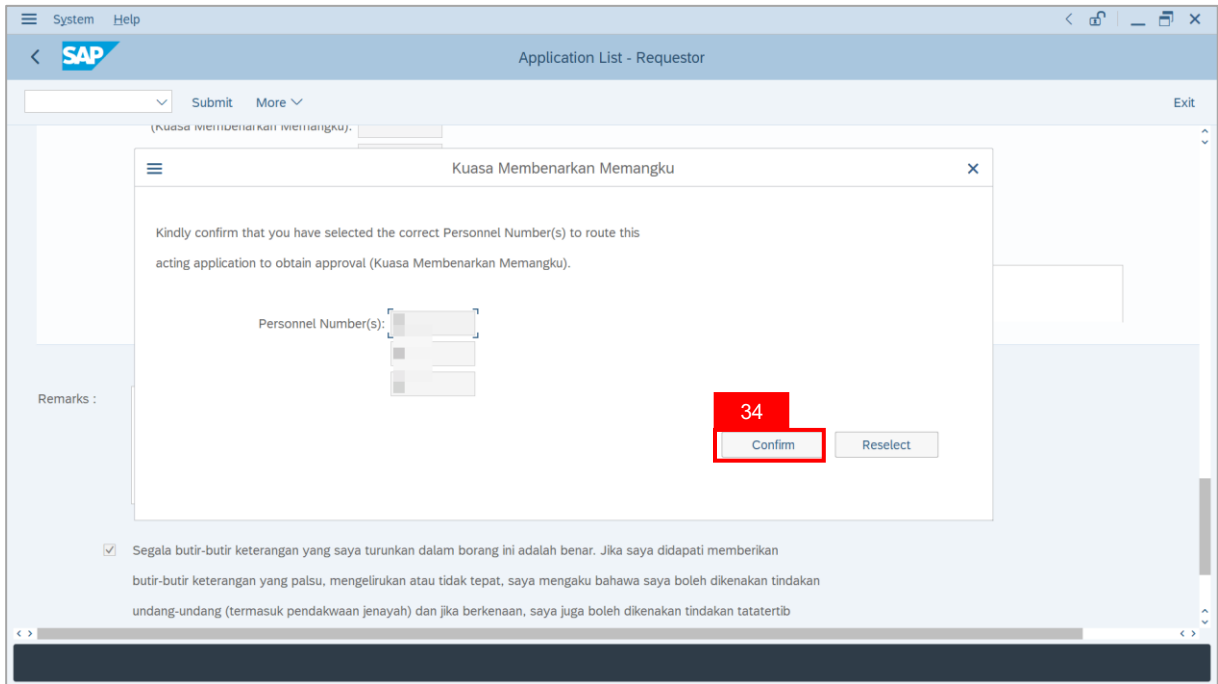 System Help
SAP
Application List - Requestor
Submit More Exit
(Kuasa Membenarkan Memangku):
Kuasa Membenarkan Memangku
Kindly confirm that you have selected the correct Personnel Number(s) to route this
acting application to obtain approval (Kuasa Membenarkan Memangku).
Personnel Number(s):
Remarks :
34
Confirm Reselect
Segala butir-butir keterangan yang saya turunkan dalam borang ini adalah benar. Jika saya didapati memberikan
butir-butir keterangan yang palsu, mengelirukan atau tidak tepat, saya mengaku bahawa saya boleh dikenakan tindakan
undang-undang (termasuk pendakwaan jenayah) dan jika berkenaan, saya juga boleh dikenakan tindakan tatatertib